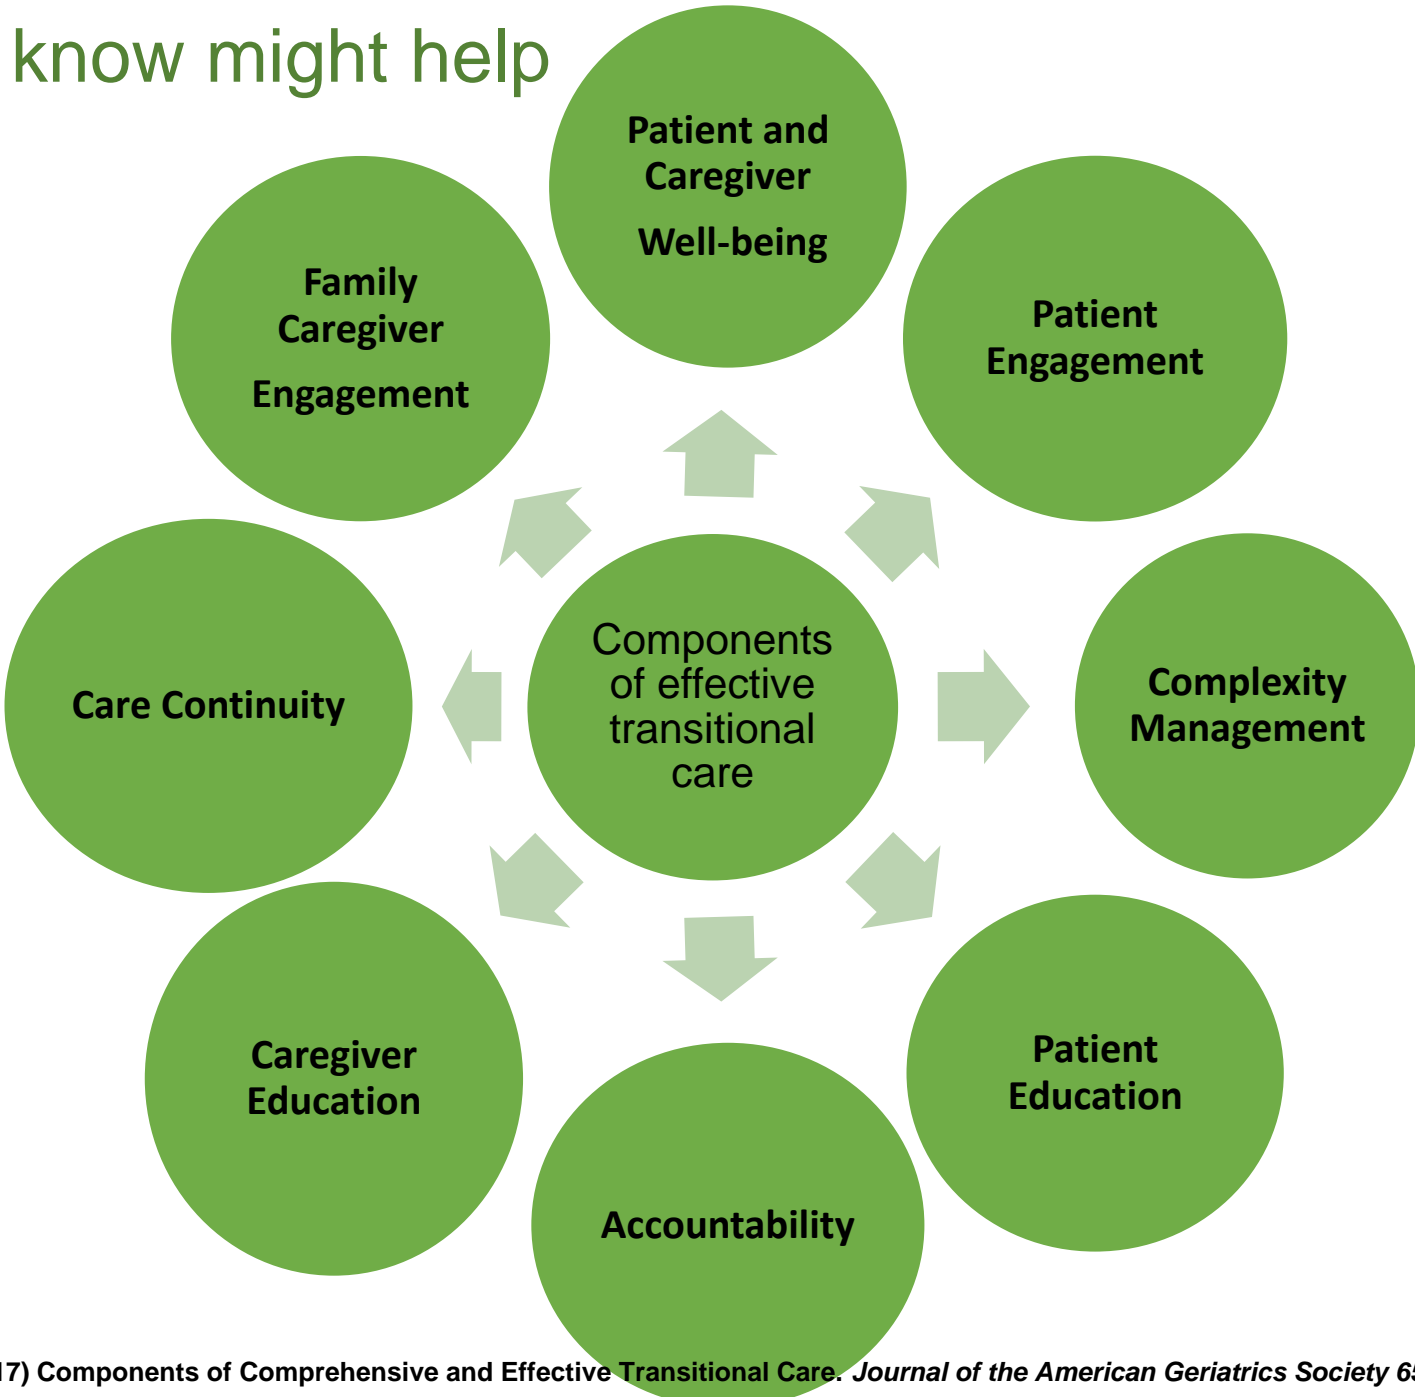 know might help
Patient and
Caregiver
Well-being
Family
Caregiver
Engagement
Patient
Engagement
Components
of effective
transitional
care
Care Continuity
Complexity
Management
Caregiver
Education
Patient
Education
Accountability
17) Components of Comprehensive and Effective Transitional Care. Journal of the American Geriatrics Society 65